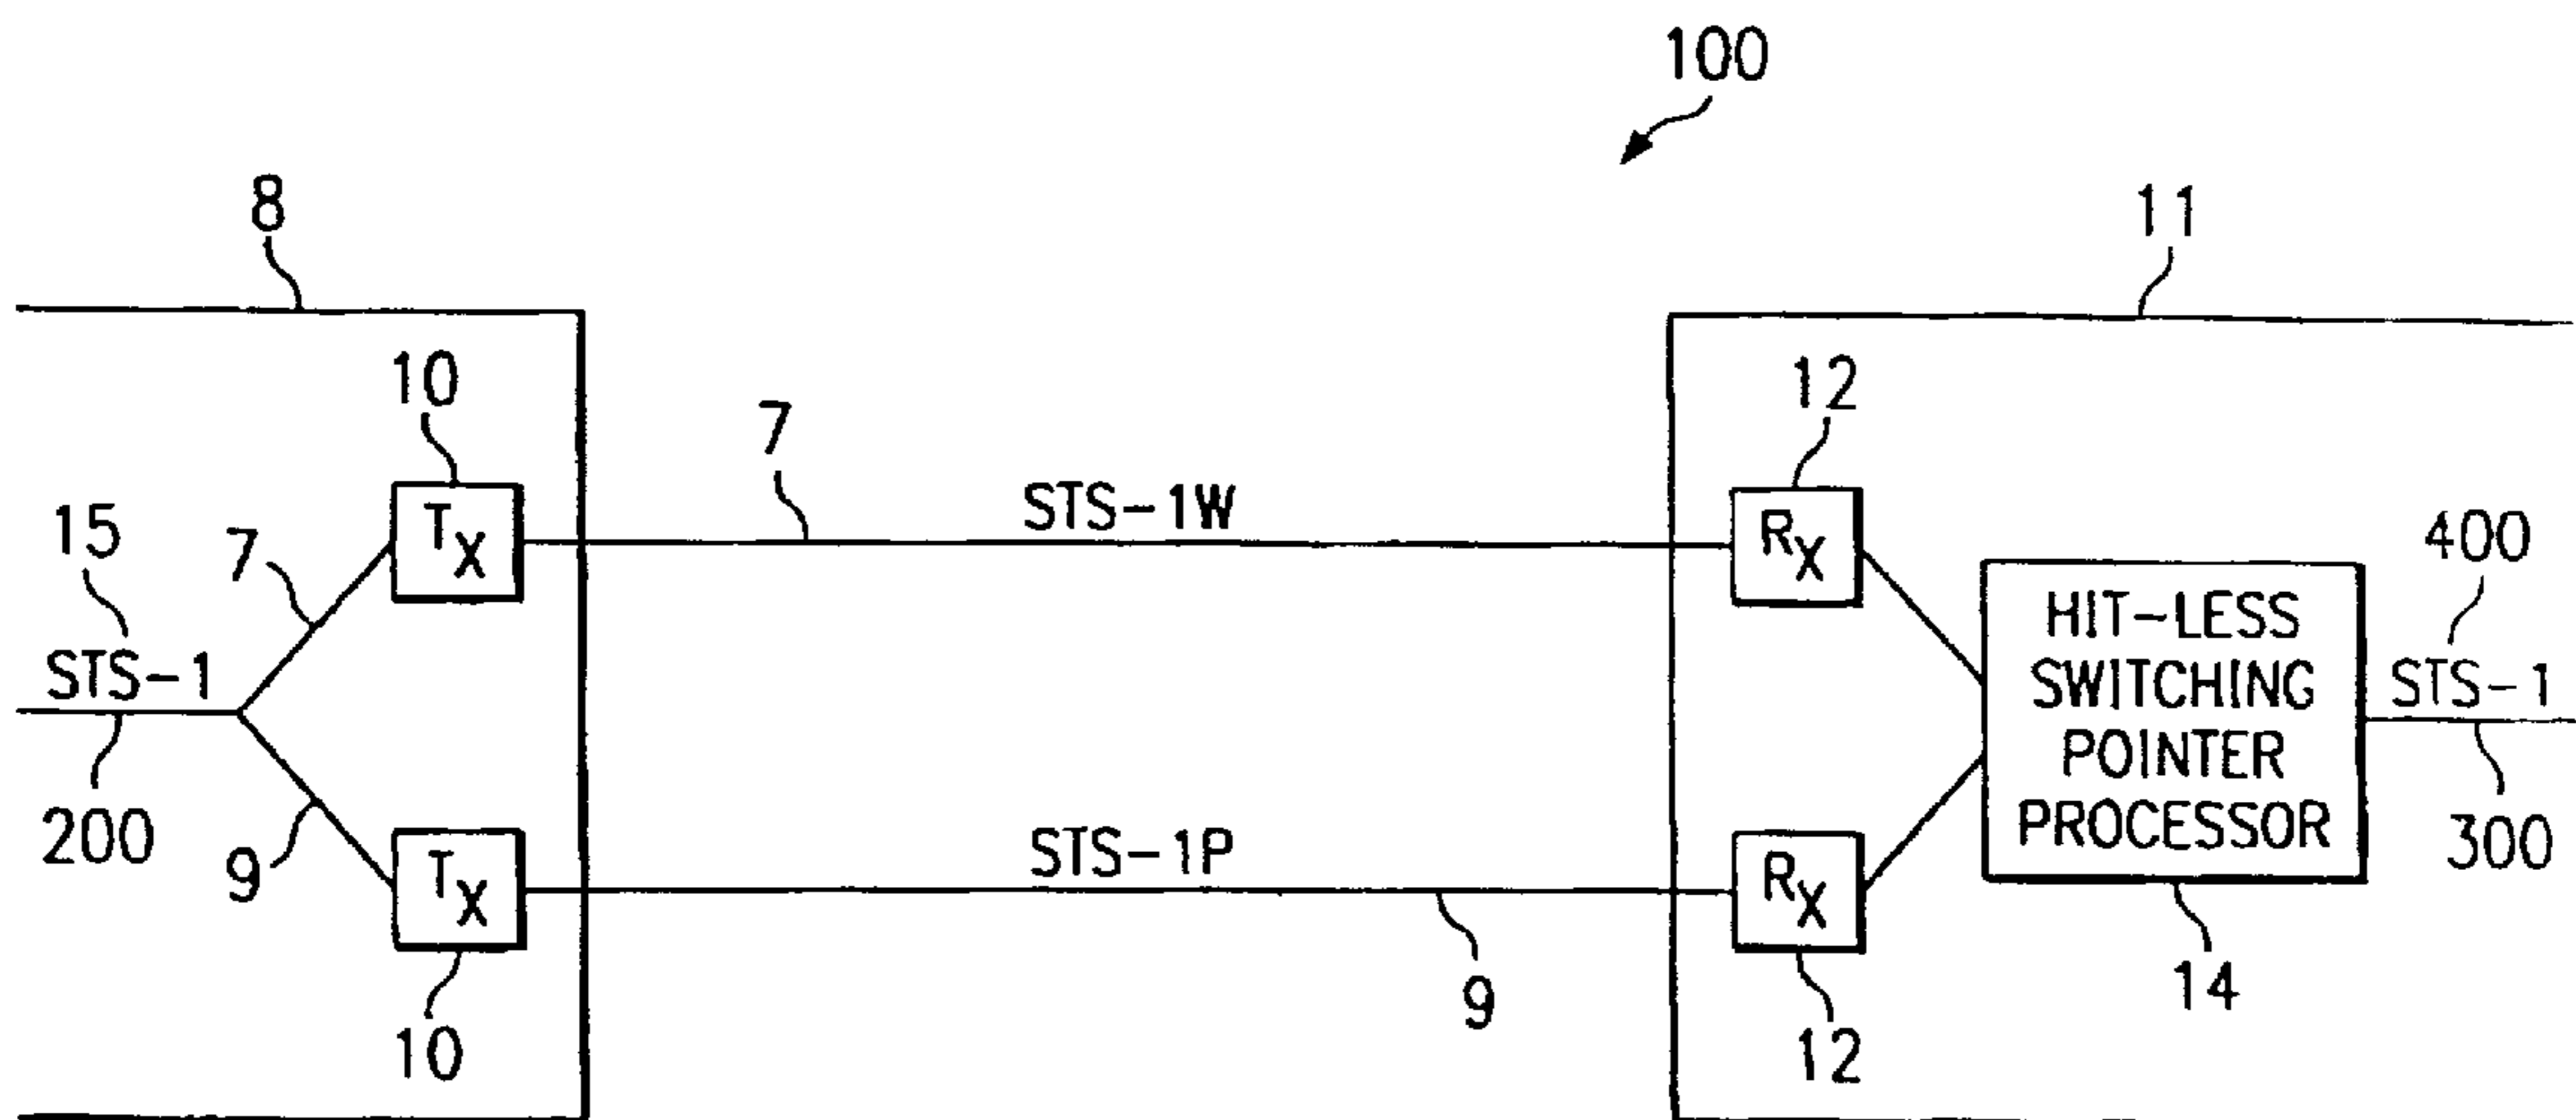 100
8
11
10
7
12
15
7
TX
STS-1W
RX
400
STS-1
HIT-LESS
SWITCHING
POINTER
PROCESSOR
STS-1
200
9
TX
STS-1P
RX
300
10
9
12
14